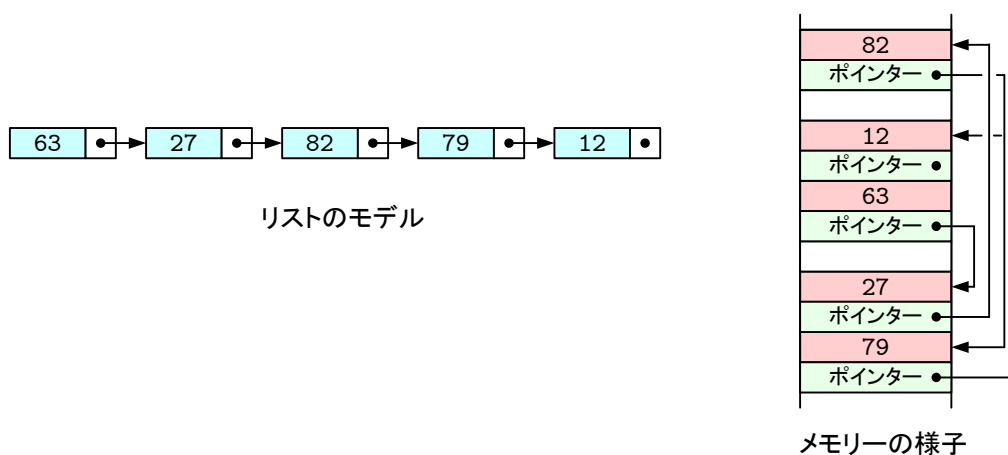 63 27 82 79 12
リストのモデル
82
ポインター
12
ポインター
63
ポインター
27
ポインター
79
ポインター
メモリーの様子